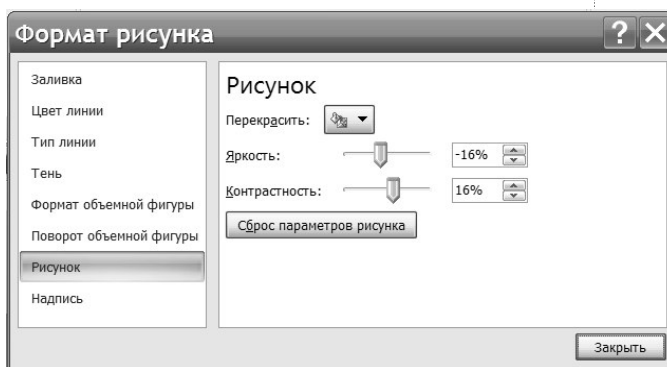 Формат рисунка
Заливка
Цвет линии
Тип линии
Тень
Формат объемной фигуры
Поворот объемной фигуры
Рисунок
Надпись
Рисунок
Перекрасить:
Яркость: -16%
Контрастность: 16%
Сброс параметров рисунка
Закрыть